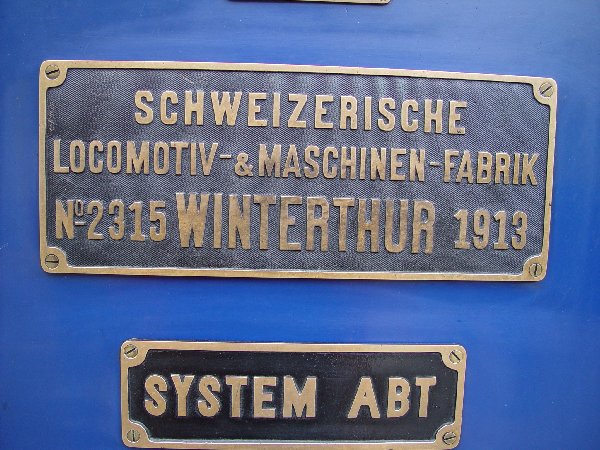 SCHWEIZERISCHE
LOCOMOTIV-&MASCHINEN-FABRIK
Nº2315 WINTERTHUR 1913
SYSTEM ABT